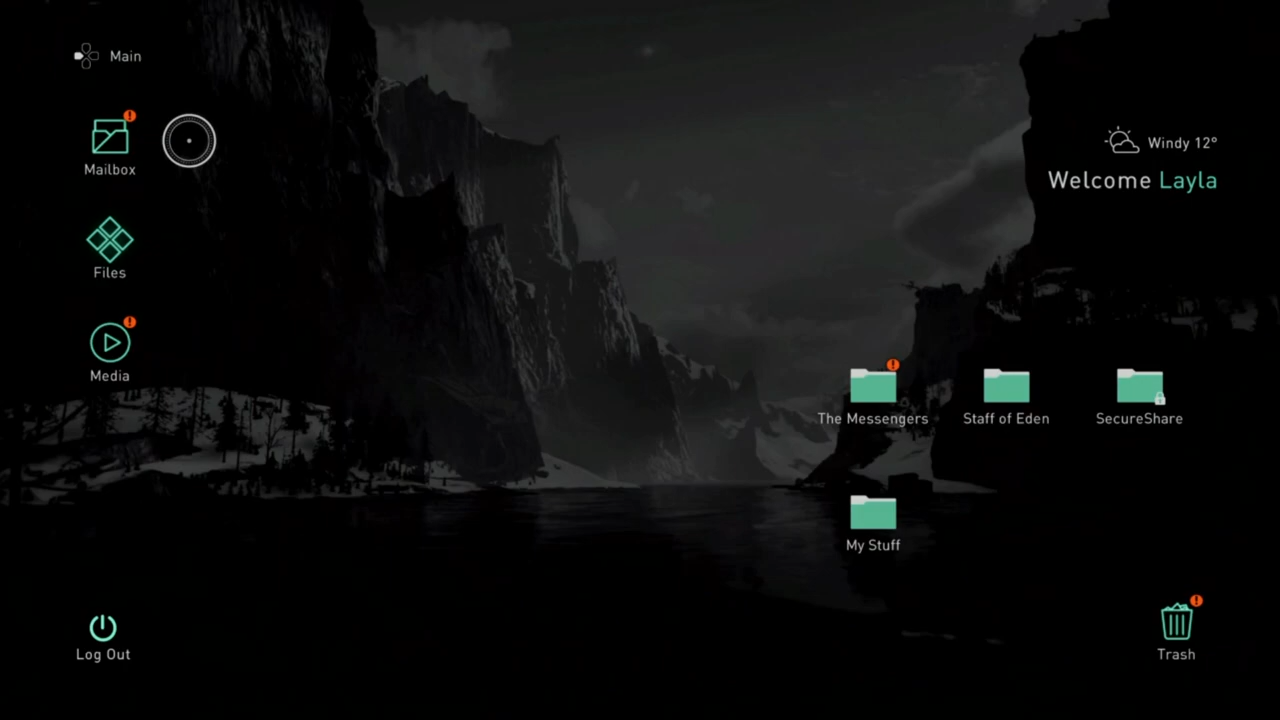 Main
Mailbox
Files
Media
Log Out
Windy 12°
Welcome Layla
The Messengers
Staff of Eden
SecureShare
My Stuff
Trash